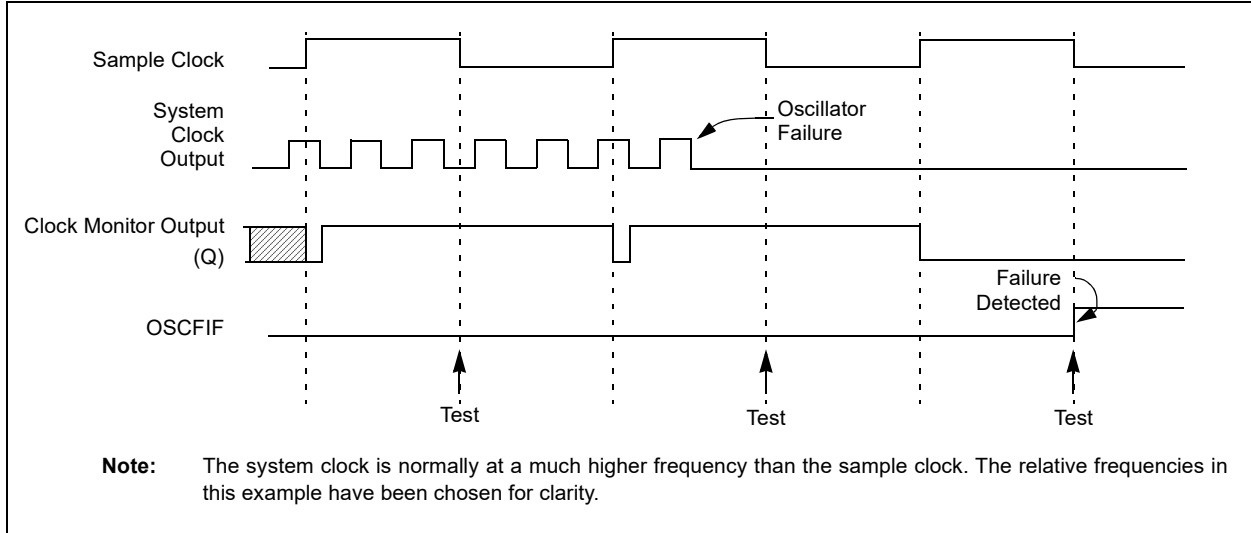 Sample Clock
System
Clock
Output
Oscillator
Failure
Clock Monitor Output
(Q)
Failure
Detected
OSCFIF
Test
Test
Test
Note: The system clock is normally at a much higher frequency than the sample clock. The relative frequencies in
this example have been chosen for clarity.